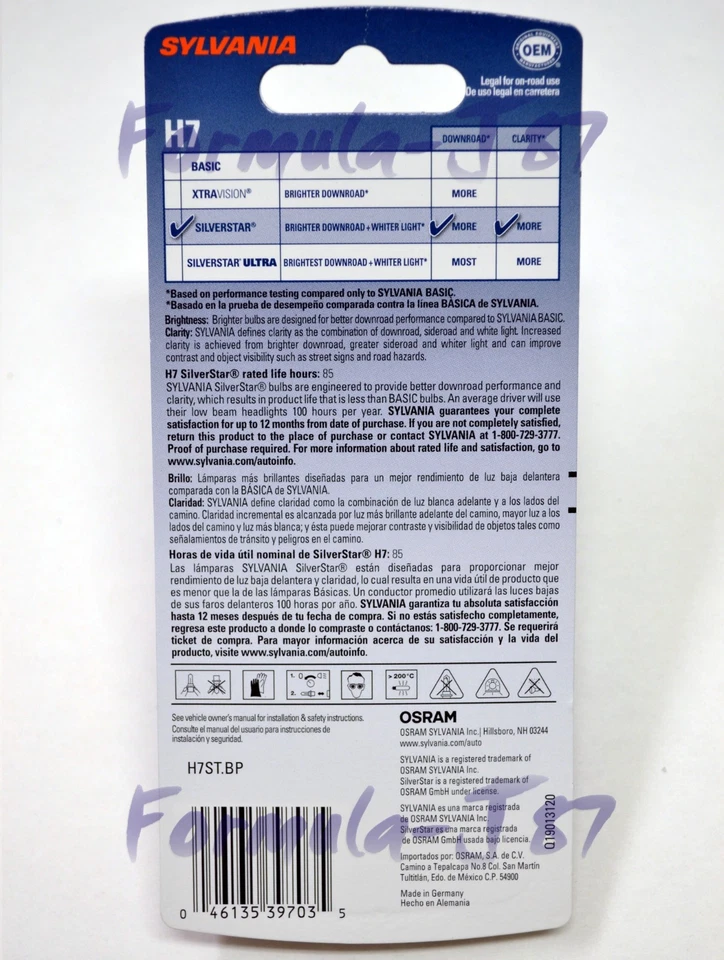 SYLVANIA
OEM
Legal for on-road use
De uso legal en carretera
H7
DOWNROAD* CLARITY*
BASIC
XTRAVISION® BRIGHTER DOWNROAD* MORE
SILVERSTAR® BRIGHTER DOWNROAD + WHITER LIGHT* MORE MORE
SILVERSTAR® ULTRA BRIGHTEST DOWNROAD + WHITER LIGHT* MOST MORE
Formula-J87
*Based on performance testing compared only to SYLVANIA BASIC.
*Basado en la prueba de desempeño comparada contra la línea BÁSICA de SYLVANIA.
Brightness: Brighter bulbs are designed for better downroad performance compared to SYLVANIA BASIC.
Clarity: SYLVANIA defines clarity as the combination of downroad, sideroad and white light. Increased
clarity is achieved from brighter downroad, greater sideroad and whiter light and can improve
contrast and object visibility such as street signs and road hazards.
H7 SilverStar® rated life hours: 85
SYLVANIA SilverStar® bulbs are engineered to provide better downroad performance and
clarity, which results in product life that is less than BASIC bulbs. An average driver will use
their low beam headlights 100 hours per year. SYLVANIA guarantees your complete
satisfaction for up to 12 months from date of purchase. If you are not completely satisfied,
return this product to the place of purchase or contact SYLVANIA at 1-800-729-3777.
Proof of purchase required. For more information about rated life and satisfaction, go to
www.sylvania.com/autoinfo.
Brillo: Lámparas más brillantes diseñadas para un mejor rendimiento de luz baja delantera
comparada con la BÁSICA de SYLVANIA.
Claridad: SYLVANIA define claridad como la combinación de luz blanca adelante y a los lados del
camino. Claridad incremental es alcanzada por luz más brillante adelante del camino, mayor luz a los
lados del camino y luz más blanca; y ésta puede mejorar contraste y visibilidad de objetos tales como
señalamientos de tránsito y peligros en el camino.
Horas de vida útil nominal de SilverStar® H7: 85
Las lámparas SYLVANIA SilverStar® están diseñadas para proporcionar mejor
rendimiento de luz baja delantera y claridad, lo cual resulta en una vida útil de producto que
es menor que la de las lámparas Básicas. Un conductor promedio utilizará las luces bajas
de sus faros delanteros 100 horas por año. SYLVANIA garantiza tu absoluta satisfacción
hasta 12 meses después de tu fecha de compra. Si no estás satisfecho completamente,
regresa este producto a donde lo compraste o contáctanos: 1-800-729-3777. Se requerirá
ticket de compra. Para mayor información acerca de su satisfacción y la vida del
producto, visite www.sylvania.com/autoinfo.
1. 0
2.
> 200°C
See vehicle owner's manual for installation & safety instructions.
Consulte el manual del usuario para instrucciones de
instalación y seguridad.
H7ST.BP
OSRAM
OSRAM SYLVANIA Inc. | Hillsboro, NH 03244
www.sylvania.com/auto
SYLVANIA is a registered trademark of
OSRAM SYLVANIA Inc.
SilverStar is a registered trademark of
OSRAM GmbH under license.
SYLVANIA es una marca registrada
de OSRAM SYLVANIA Inc.
SilverStar es una marca registrada
de OSRAM GmbH usada bajo licencia.
Importados por: OSRAM, S.A. de C.V.
Camino a Tepalcapa No.8 Col. San Martín
Tultitlán, Edo. de México C.P. 54900
Made in Germany
Hecho en Alemania
Q19013120
Formula-J87
0 46135 39703 5